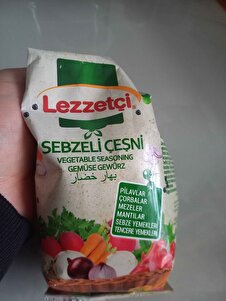 Lezzetçi
SEBZELİ ÇEŞNİ
VEGETABLE SEASONING
GEMÜSE GEWÜRZ
بهار خضار
PİLAVLAR
ÇORBALAR
MEZELER
MANTILAR
SEBZE YEMEKLERİ
TENCERE YEMEKLERİ